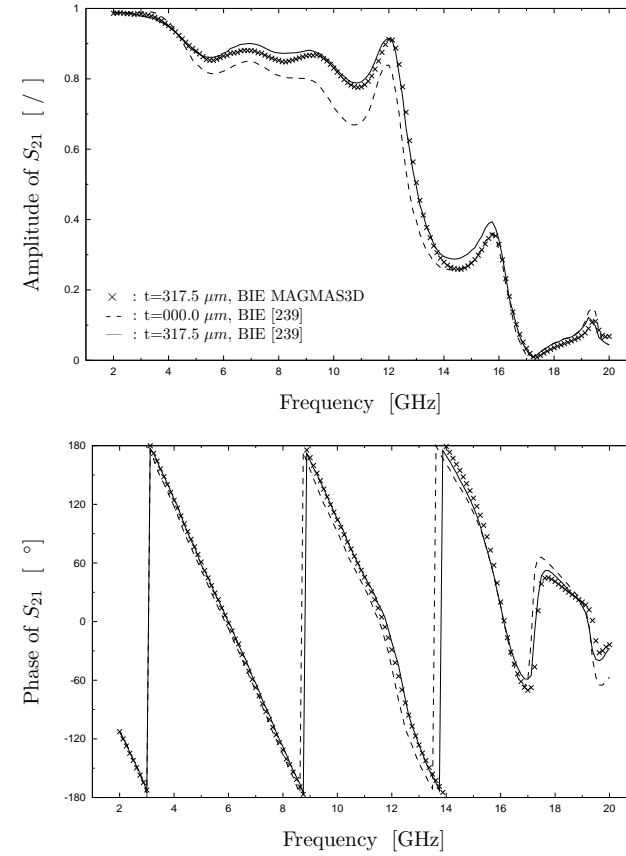 1
0.8
0.6
0.4
0.2
0
2 4 6 8 10 12 14 16 18 20
Amplitude of S21 [ / ]
× : t=317.5 μm, BIE MAGMAS3D
-- : t=000.0 μm, BIE [239]
— : t=317.5 μm, BIE [239]
Frequency [GHz]
180
120
60
0
-60
-120
-180
2 4 6 8 10 12 14 16 18 20
Phase of S21 [ ° ]
Frequency [GHz]